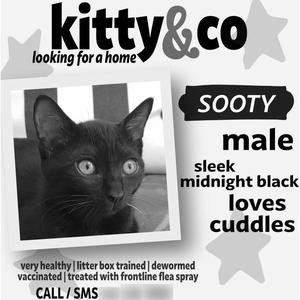 kitty&co
looking for a home
SOOTY
male
sleek
midnight black
loves
cuddles
very healthy | litter box trained | dewormed
vaccinated | treated with frontline flea spray
CALL / SMS